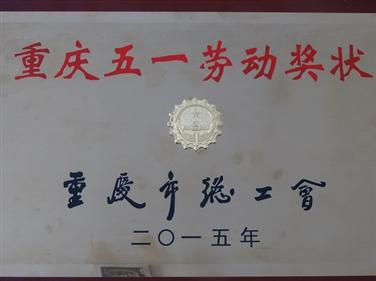 重庆五一劳动奖状
重慶市總工會
二〇一五年